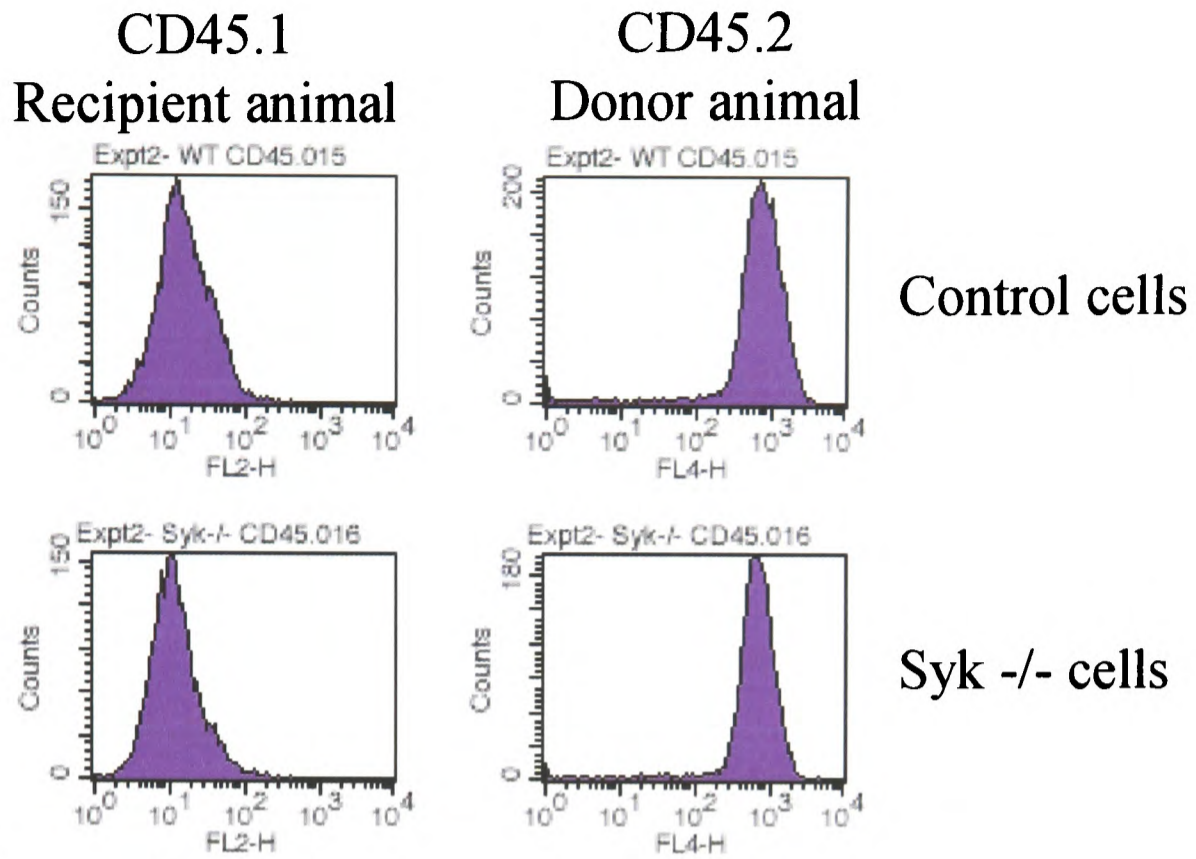 CD45.1
CD45.2
Recipient animal
Donor animal
Expt2- WT CD45.015
150
Counts
0
10^0 10^1 10^2 10^3 10^4
FL2-H
Expt2- WT CD45.015
200
Counts
0
10^0 10^1 10^2 10^3 10^4
FL4-H
Control cells
Expt2- Syk-/- CD45.016
150
Counts
0
10^0 10^1 10^2 10^3 10^4
FL2-H
Expt2- Syk-/- CD45.016
180
Counts
0
10^0 10^1 10^2 10^3 10^4
FL4-H
Syk -/- cells